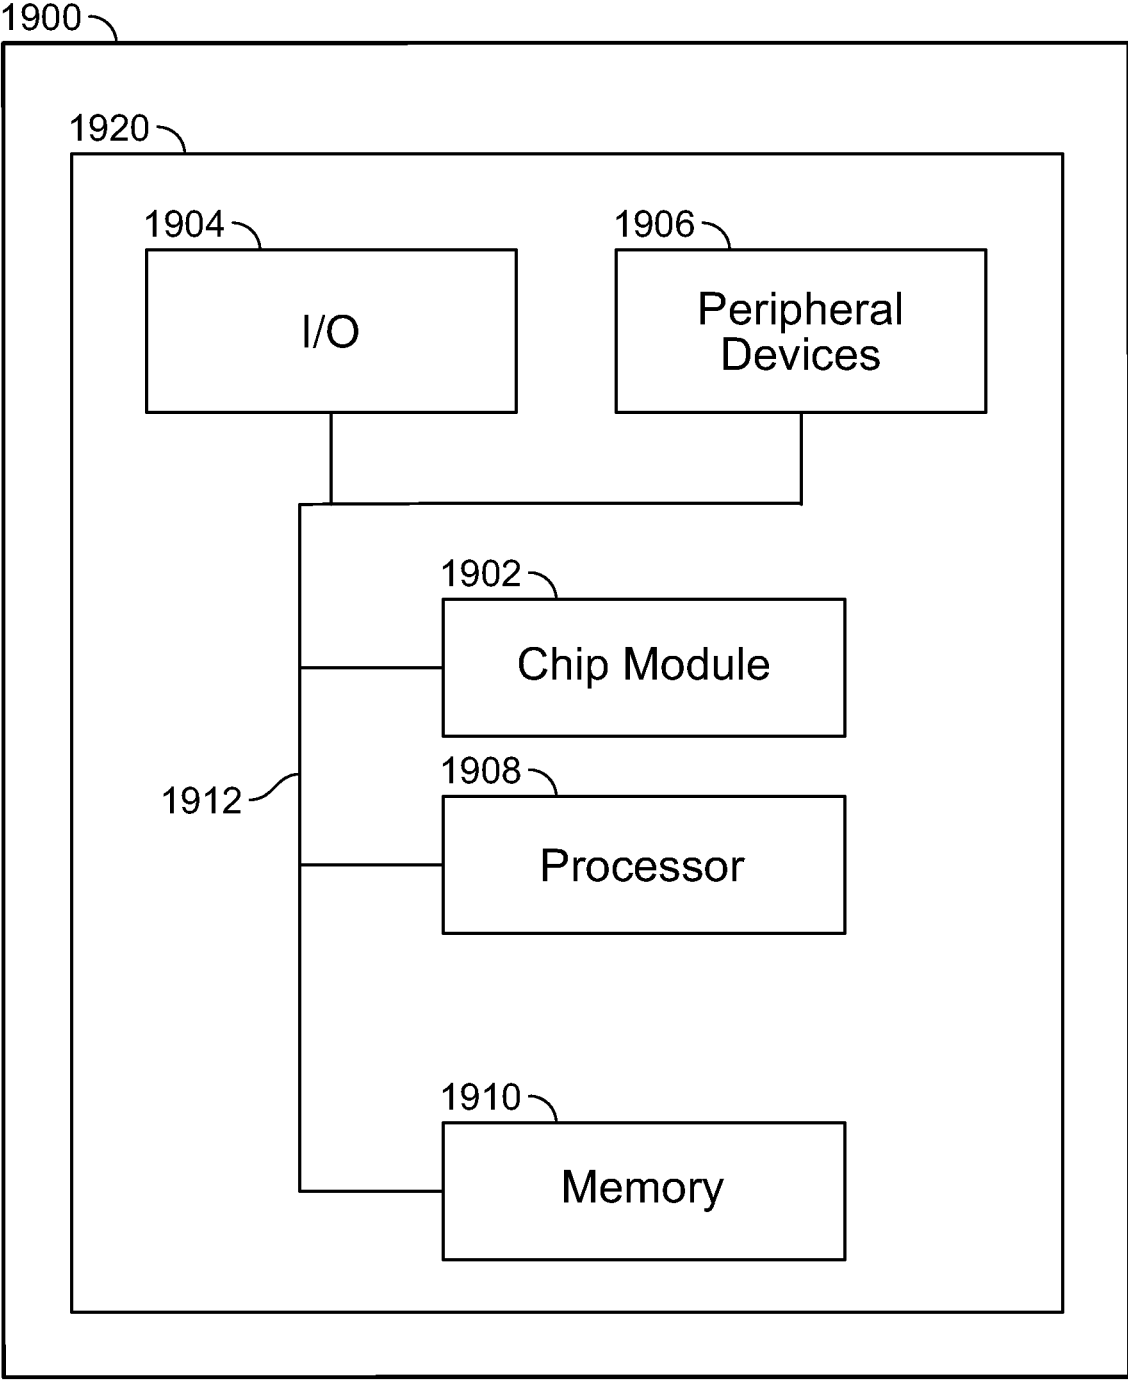 1900
1920
1904
1906
I/O
Peripheral
Devices
1902
Chip Module
1912
1908
Processor
1910
Memory